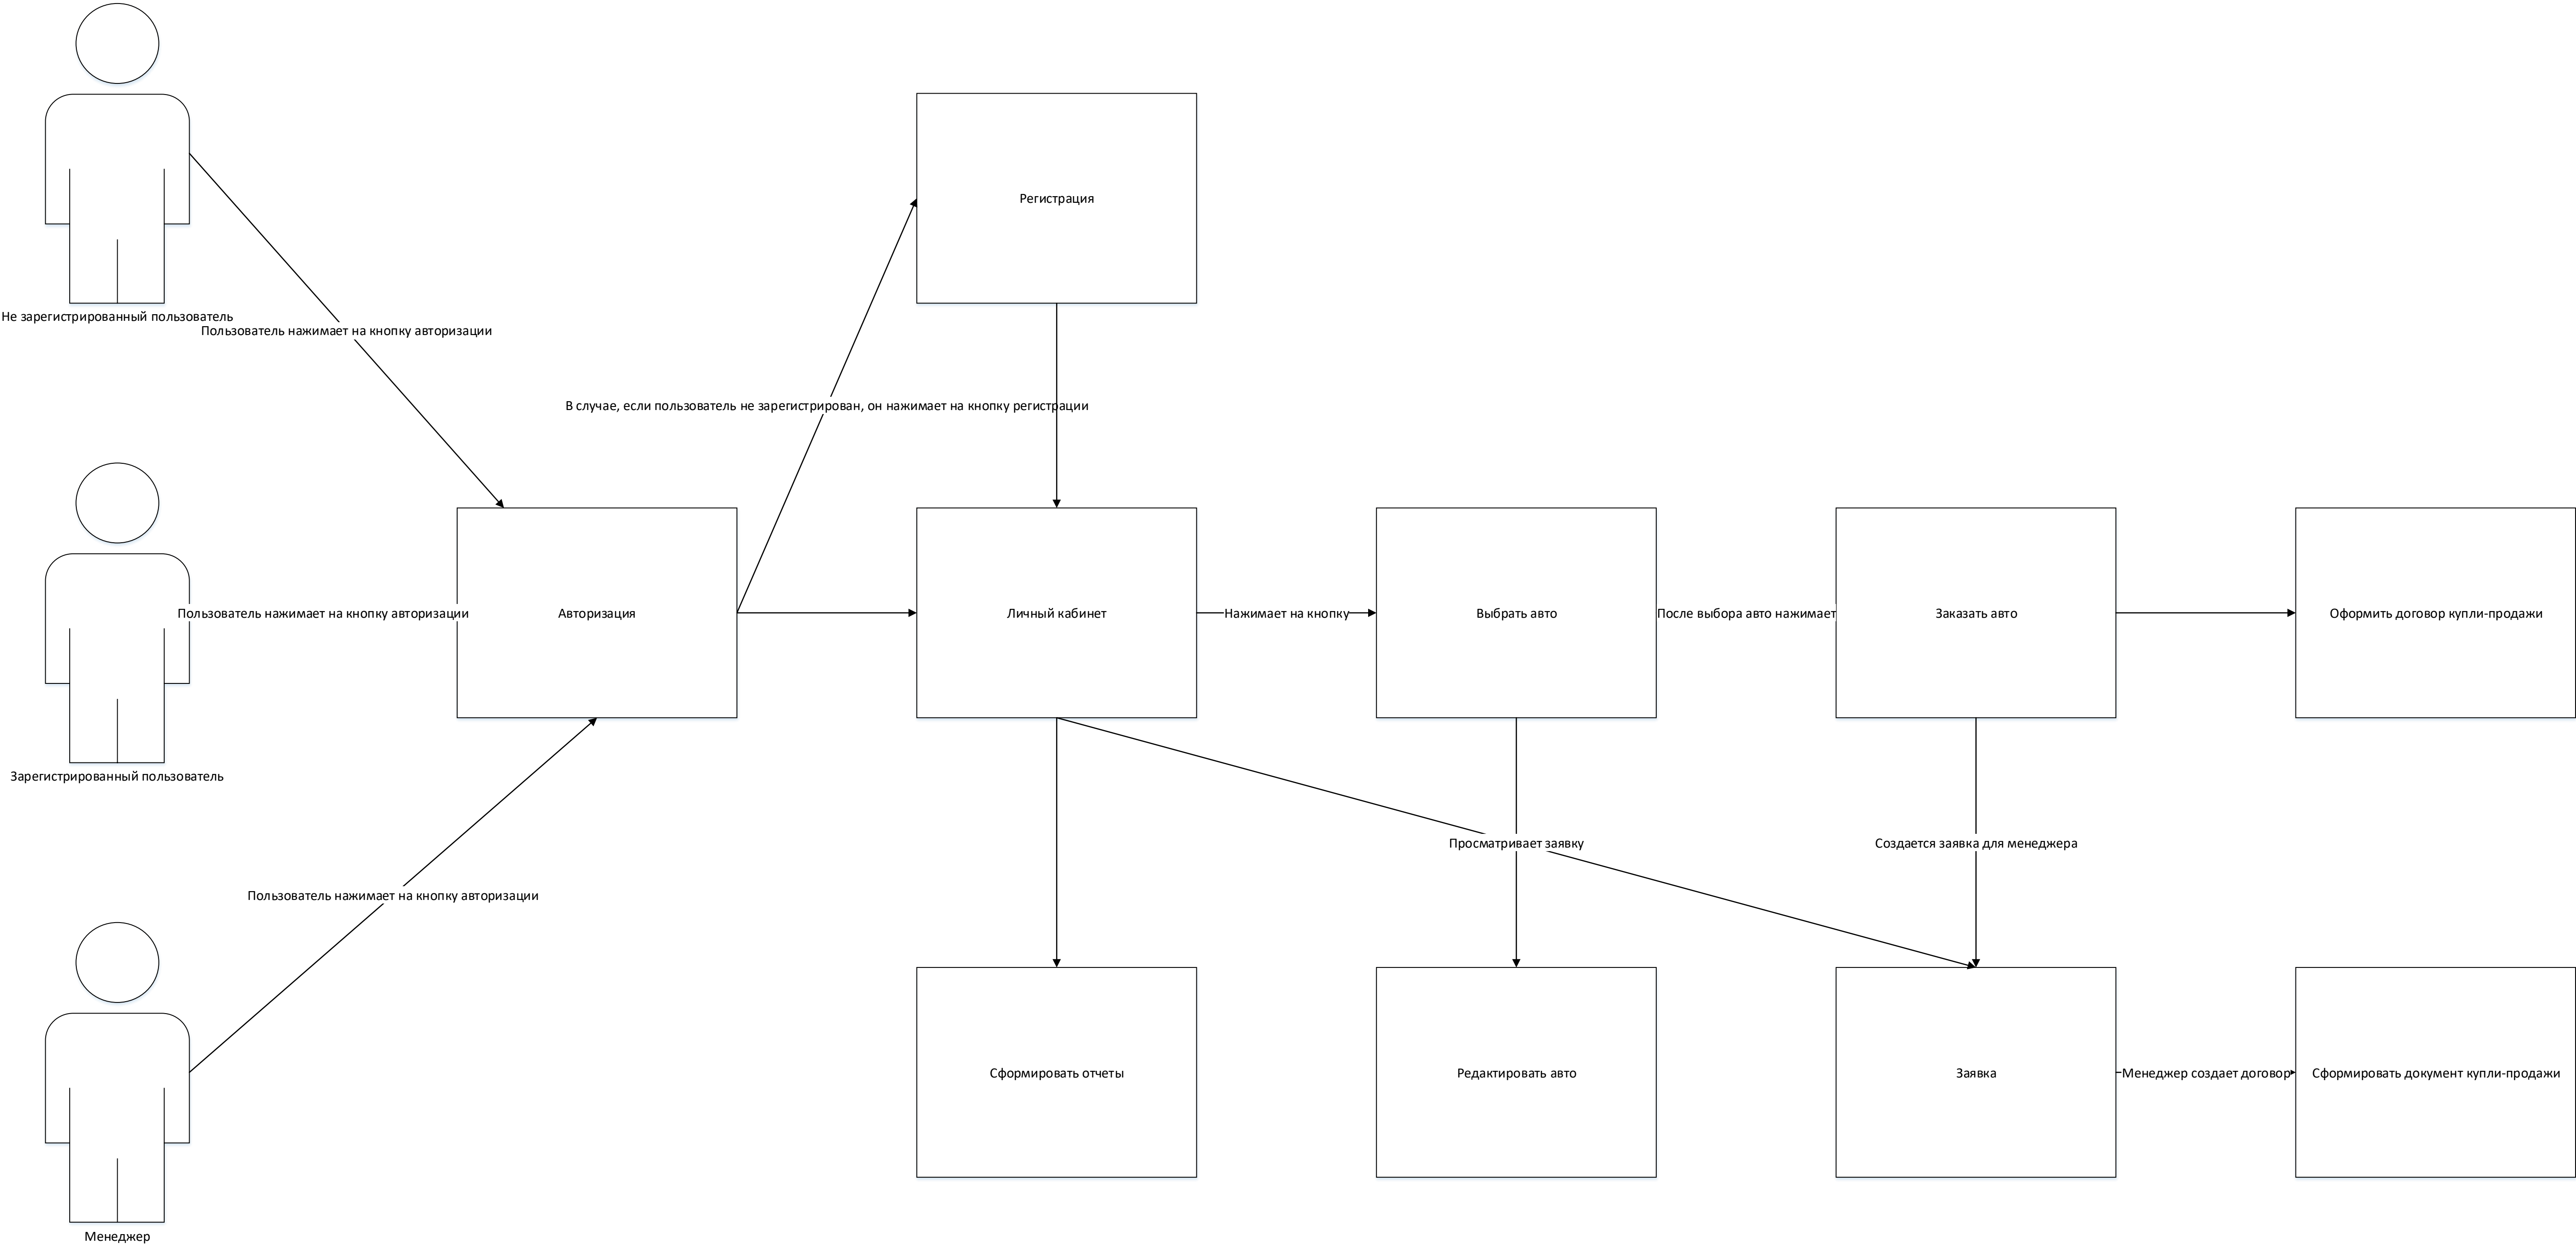 Регистрация
Не зарегистрированный пользователь
Пользователь нажимает на кнопку авторизации
В случае, если пользователь не зарегистрирован, он нажимает на кнопку регистрации
Пользователь нажимает на кнопку авторизации
Авторизация
Личный кабинет
Нажимает на кнопку
Выбрать авто
После выбора авто нажимает
Заказать авто
Оформить договор купли-продажи
Зарегистрированный пользователь
Просматривает заявку
Создается заявка для менеджера
Пользователь нажимает на кнопку авторизации
Сформировать отчеты
Редактировать авто
Заявка
Менеджер создает договор
Сформировать документ купли-продажи
Менеджер